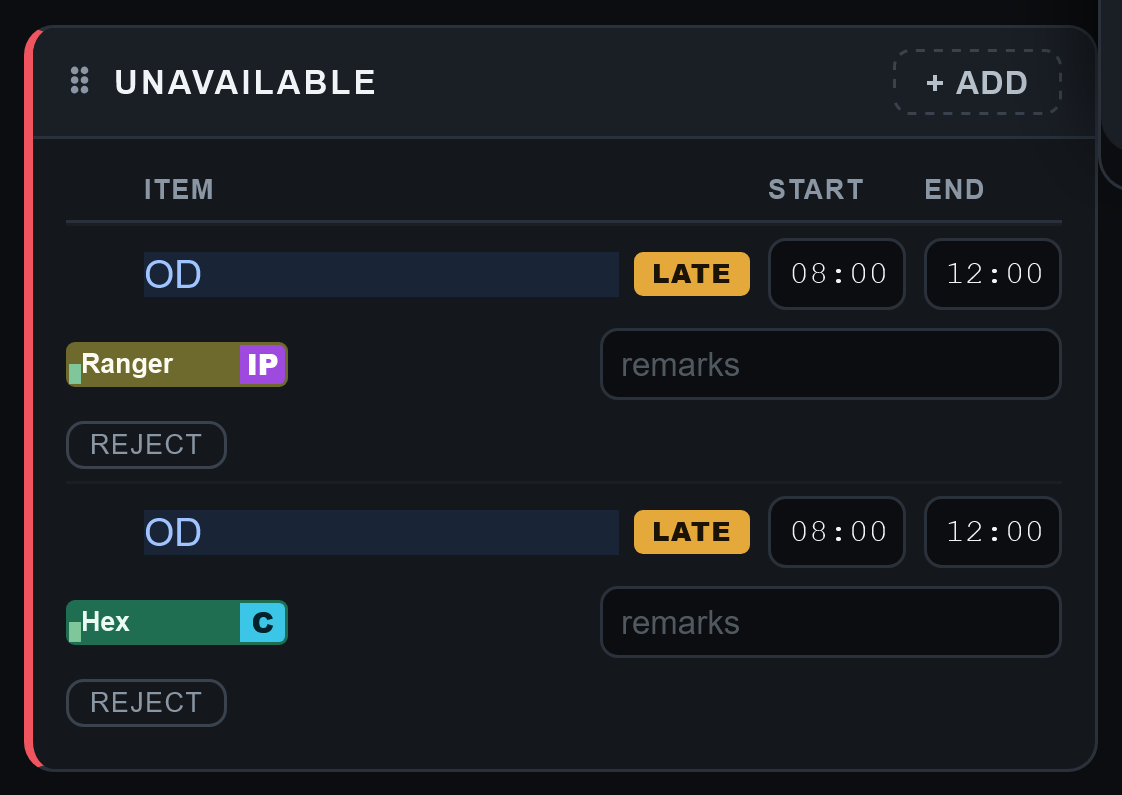 UNAVAILABLE + ADD
ITEM START END
OD LATE 08:00 12:00
Ranger IP remarks
REJECT
OD LATE 08:00 12:00
Hex C remarks
REJECT